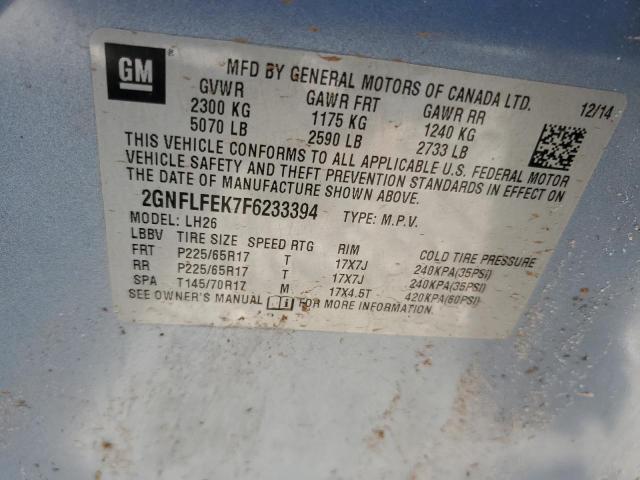 GM
MFD BY GENERAL MOTORS OF CANADA LTD.
GVWR GAWR FRT GAWR RR 12/14
2300 KG 1175 KG 1240 KG
5070 LB 2590 LB 2733 LB
THIS VEHICLE CONFORMS TO ALL APPLICABLE U.S. FEDERAL MOTOR
VEHICLE SAFETY AND THEFT PREVENTION STANDARDS IN EFFECT ON
THE DATE OF MANUFACTURE SHOWN ABOVE.
2GNFLFEK7F6233394 TYPE: M.P.V.
MODEL: LH26
LBBV TIRE SIZE SPEED RTG RIM COLD TIRE PRESSURE
FRT P225/65R17 T 17X7J 240KPA(35PSI)
RR P225/65R17 T 17X7J 240KPA(35PSI)
SPA T145/70R17 M 17X4.5T 420KPA(60PSI)
SEE OWNER'S MANUAL i FOR MORE INFORMATION.